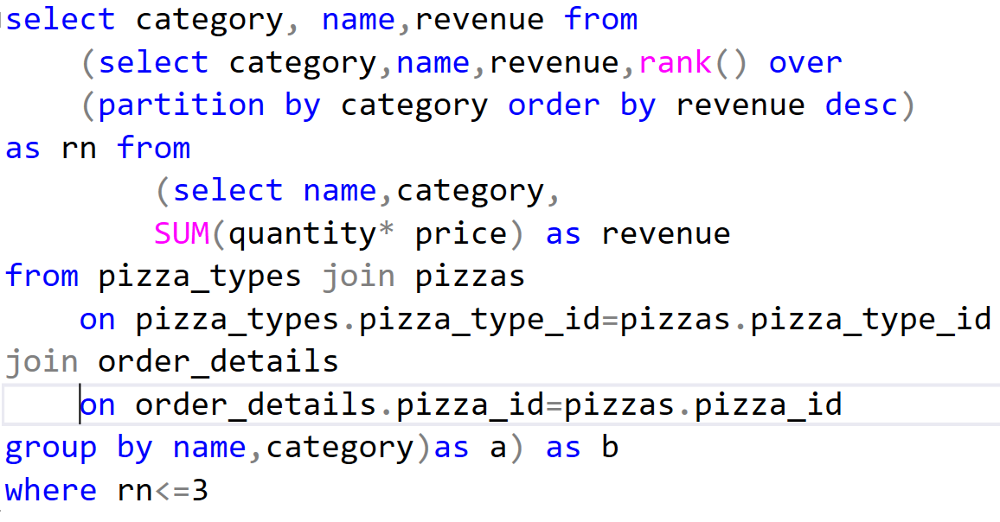 select category, name,revenue from
(select category,name,revenue,rank() over
(partition by category order by revenue desc)
as rn from
(select name,category,
SUM(quantity* price) as revenue
from pizza_types join pizzas
on pizza_types.pizza_type_id=pizzas.pizza_type_id
join order_details
on order_details.pizza_id=pizzas.pizza_id
group by name,category)as a) as b
where rn<=3